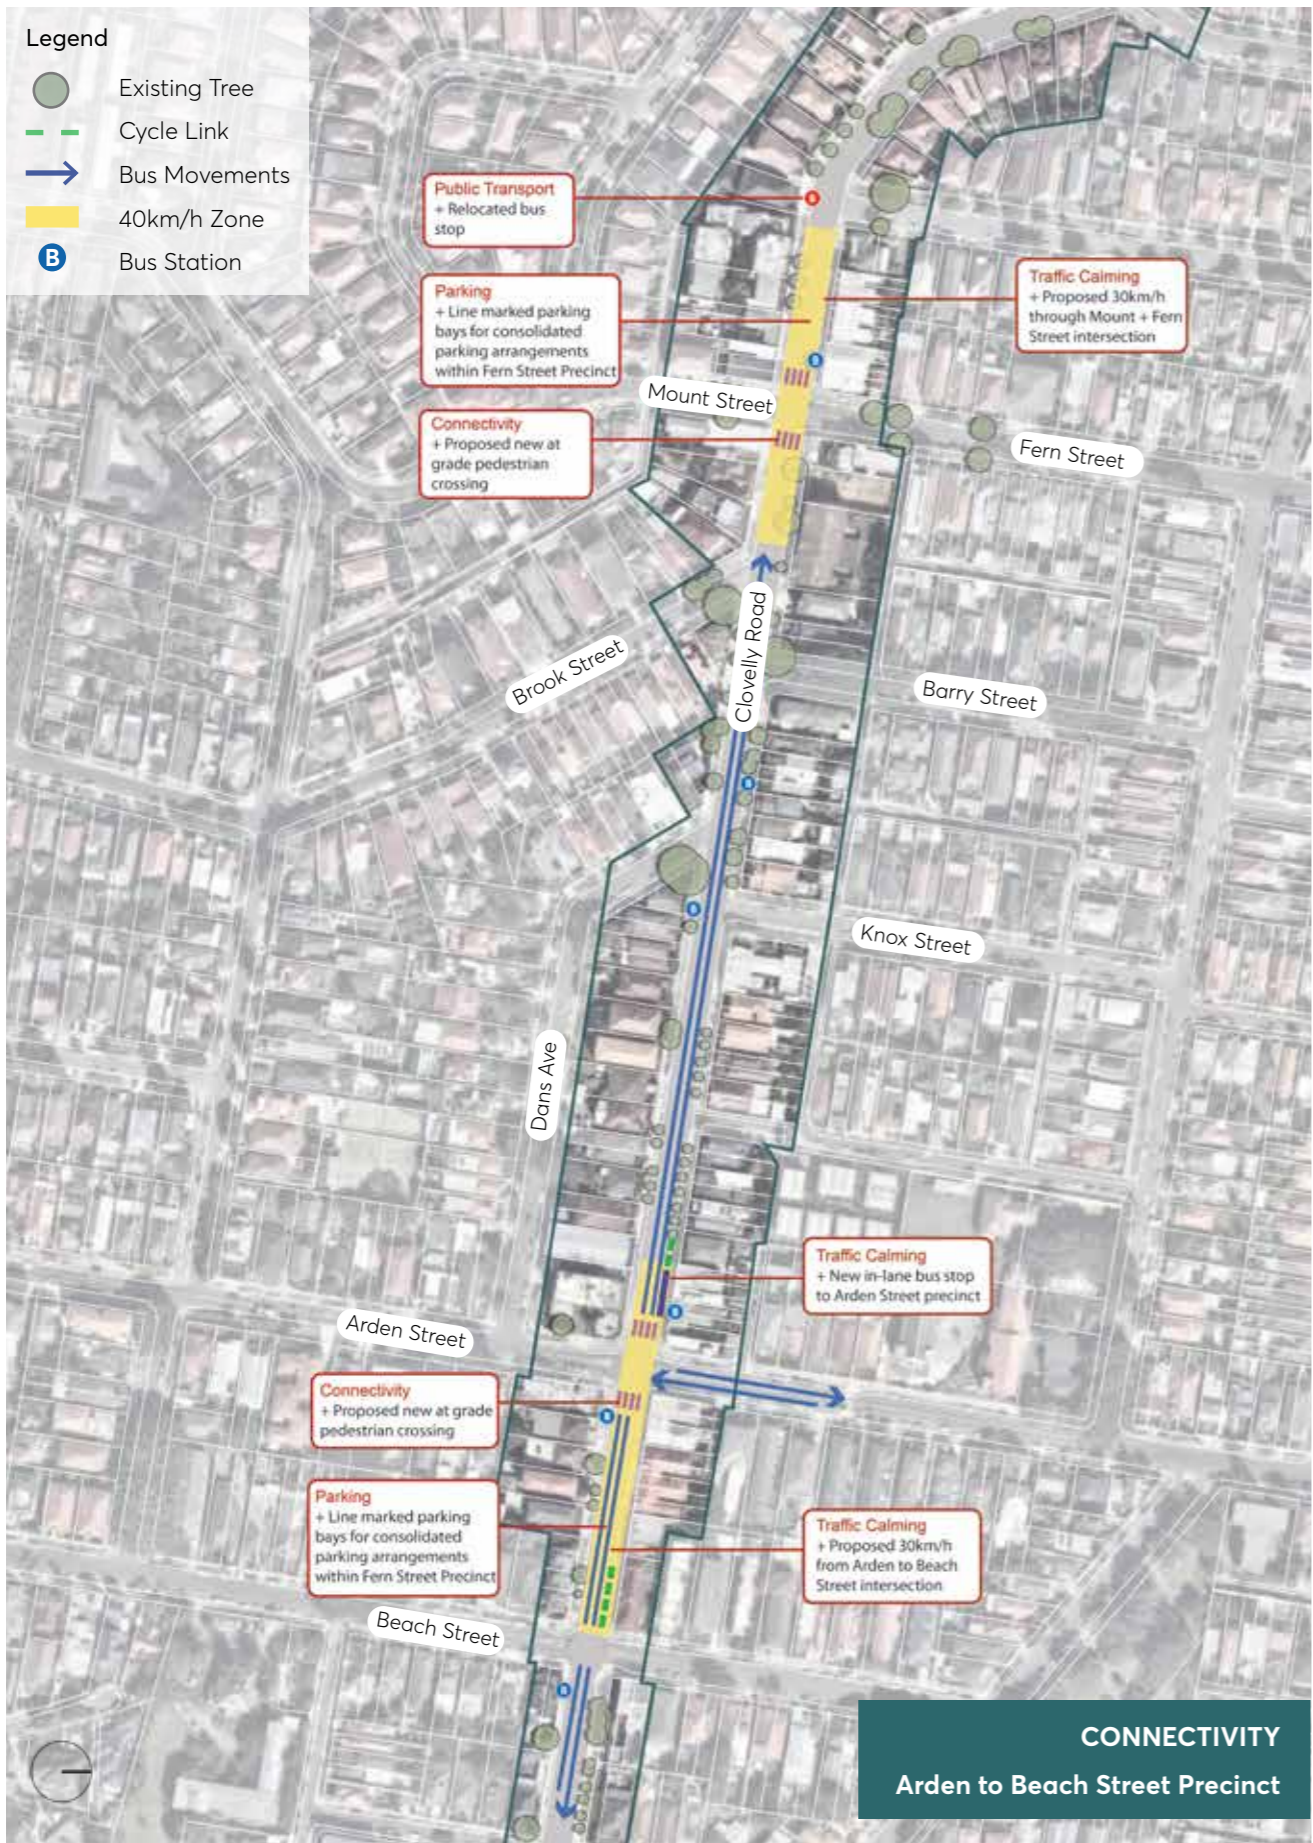 Legend
Existing Tree
Cycle Link
Bus Movements
40km/h Zone
B
Bus Station
Public Transport
+ Relocated bus
stop
B
Parking
+ Line marked parking
bays for consolidated
parking arrangements
within Fern Street Precinct
Traffic Calming
+ Proposed 30km/h
through Mount + Fern
Street intersection
B
Mount Street
Connectivity
+ Proposed new at
grade pedestrian
crossing
Fern Street
Clovelly Road
Brook Street
Barry Street
B
B
Knox Street
Dans Ave
Traffic Calming
+ New in-lane bus stop
to Arden Street precinct
B
Arden Street
Connectivity
+ Proposed new at grade
pedestrian crossing
B
Parking
+ Line marked parking
bays for consolidated
parking arrangements
within Fern Street Precinct
Traffic Calming
+ Proposed 30km/h
from Arden to Beach
Street intersection
Beach Street
B
CONNECTIVITY
Arden to Beach Street Precinct